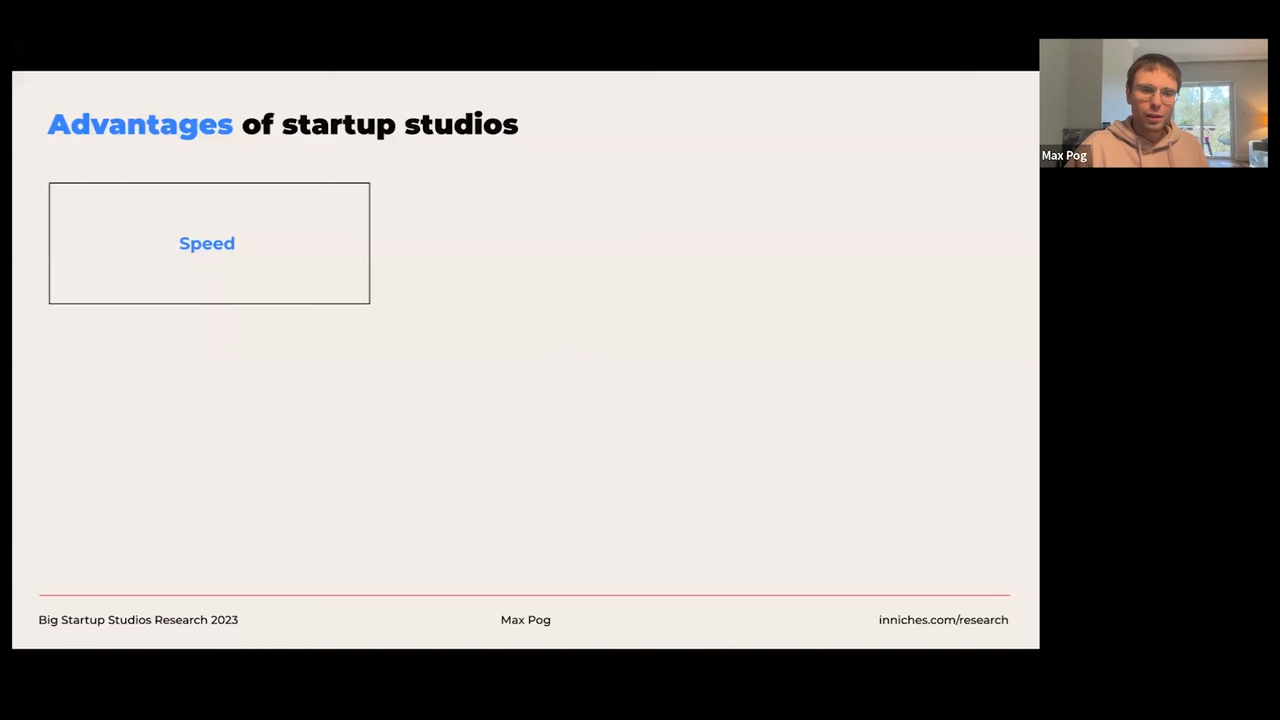 Advantages of startup studios
Max Pog
Speed
Big Startup Studios Research 2023
Max Pog
inniches.com/research